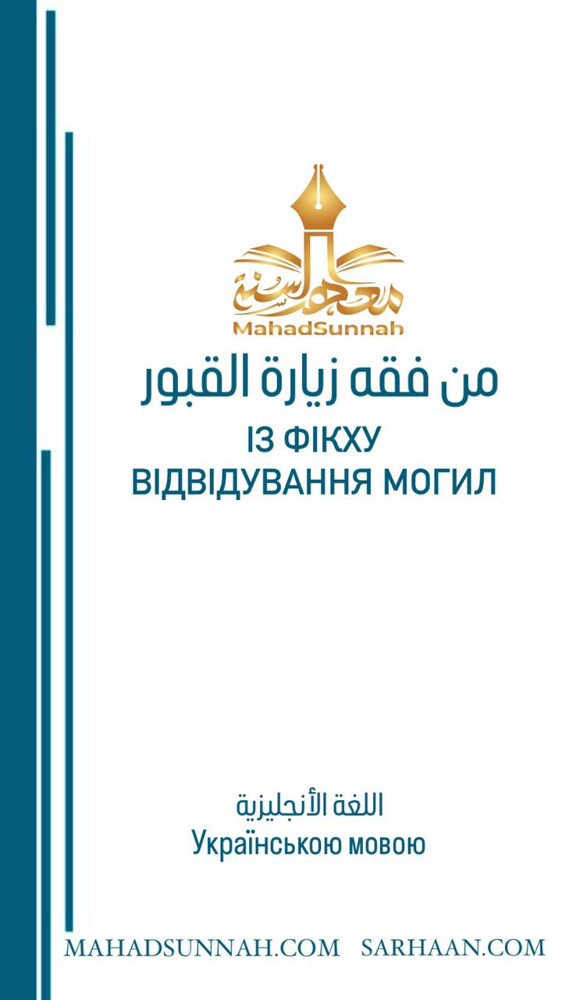 معهد السنة
MahadSunnah
من فقه زيارة القبور
ІЗ ФІКХУ
ВІДВІДУВАННЯ МОГИЛ
اللغة الأنجليزية
Українською мовою
MAHADSUNNAH.COM SARHAAN.COM